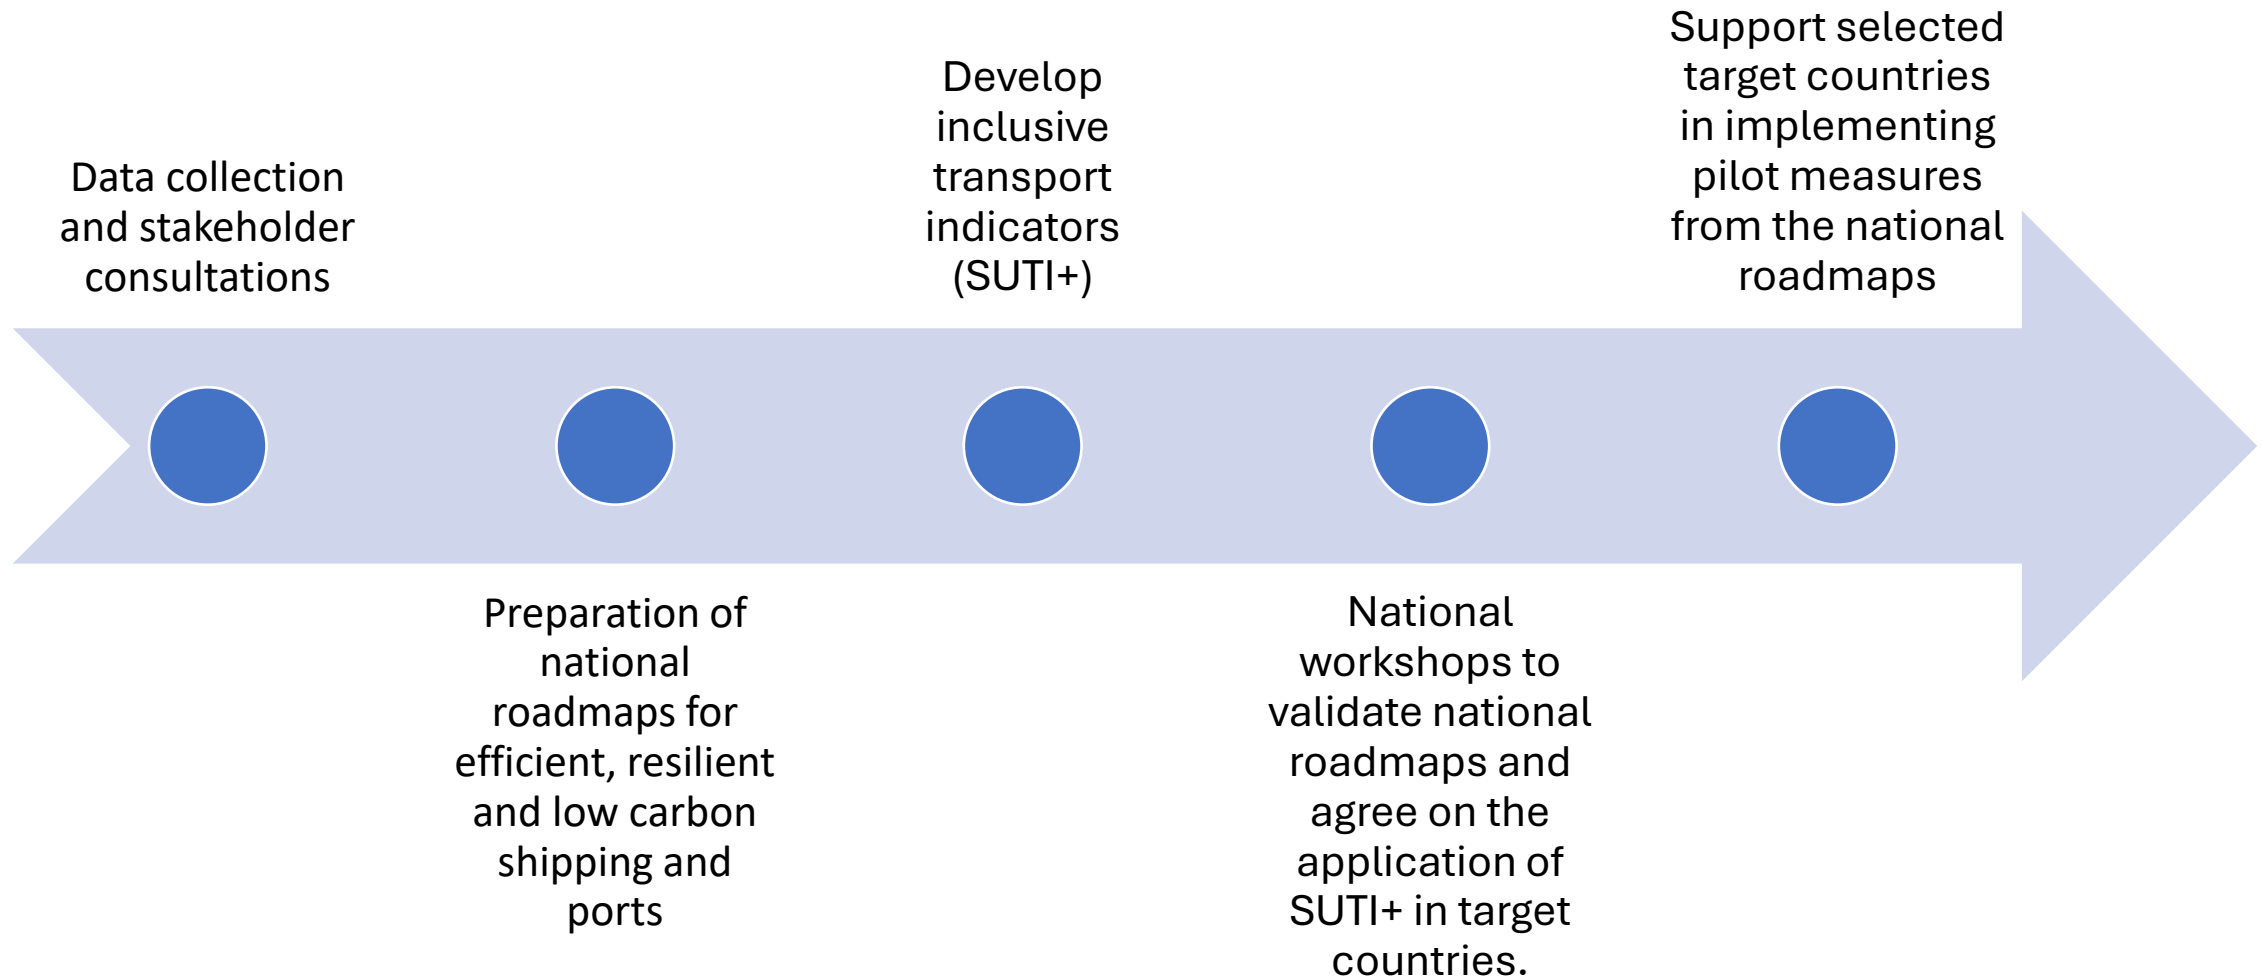 Data collection
and stakeholder
consultations
Preparation of
national
roadmaps for
efficient, resilient
and low carbon
shipping and
ports
Develop
inclusive
transport
indicators
(SUTI+)
National
workshops to
validate national
roadmaps and
agree on the
application of
SUTI+ in target
countries.
Support selected
target countries
in implementing
pilot measures
from the national
roadmaps